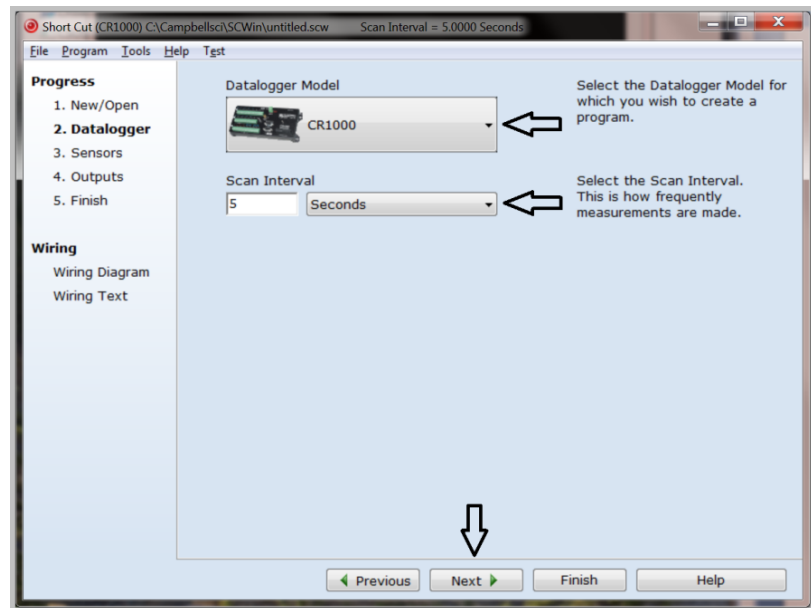 Short Cut (CR1000) C:\Campbellsci\SCWin\untitled.scw Scan Interval = 5.0000 Seconds
File Program Tools Help Test
Progress
1. New/Open
2. Datalogger
3. Sensors
4. Outputs
5. Finish
Wiring
Wiring Diagram
Wiring Text
Datalogger Model
CR1000
Select the Datalogger Model for
which you wish to create a
program.
Scan Interval
5 Seconds
Select the Scan Interval.
This is how frequently
measurements are made.
Previous Next Finish Help